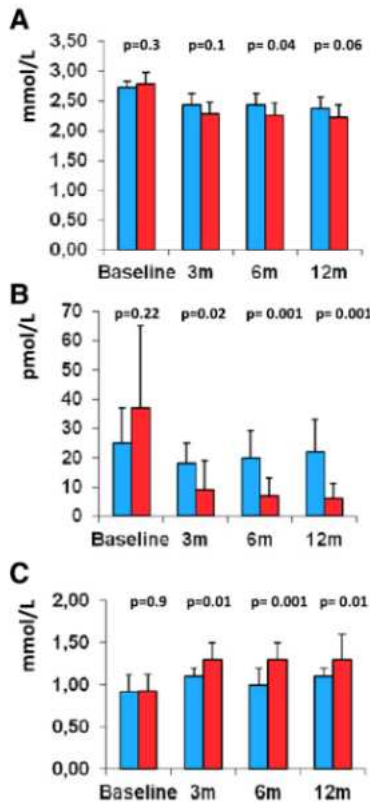 A
mmol/L
3,50
3,00
2,50
2,00
1,50
1,00
0,50
0,00
p=0.3 p=0.1 p= 0.04 p= 0.06
Baseline 3m 6m 12m
B
pmol/L
70
60
50
40
30
20
10
0
p=0.22 p=0.02 p= 0.001 p= 0.001
Baseline 3m 6m 12m
C
mmol/L
2,00
1,50
1,00
0,50
0,00
p=0.9 p=0.01 p= 0.001 p= 0.01
Baseline 3m 6m 12m